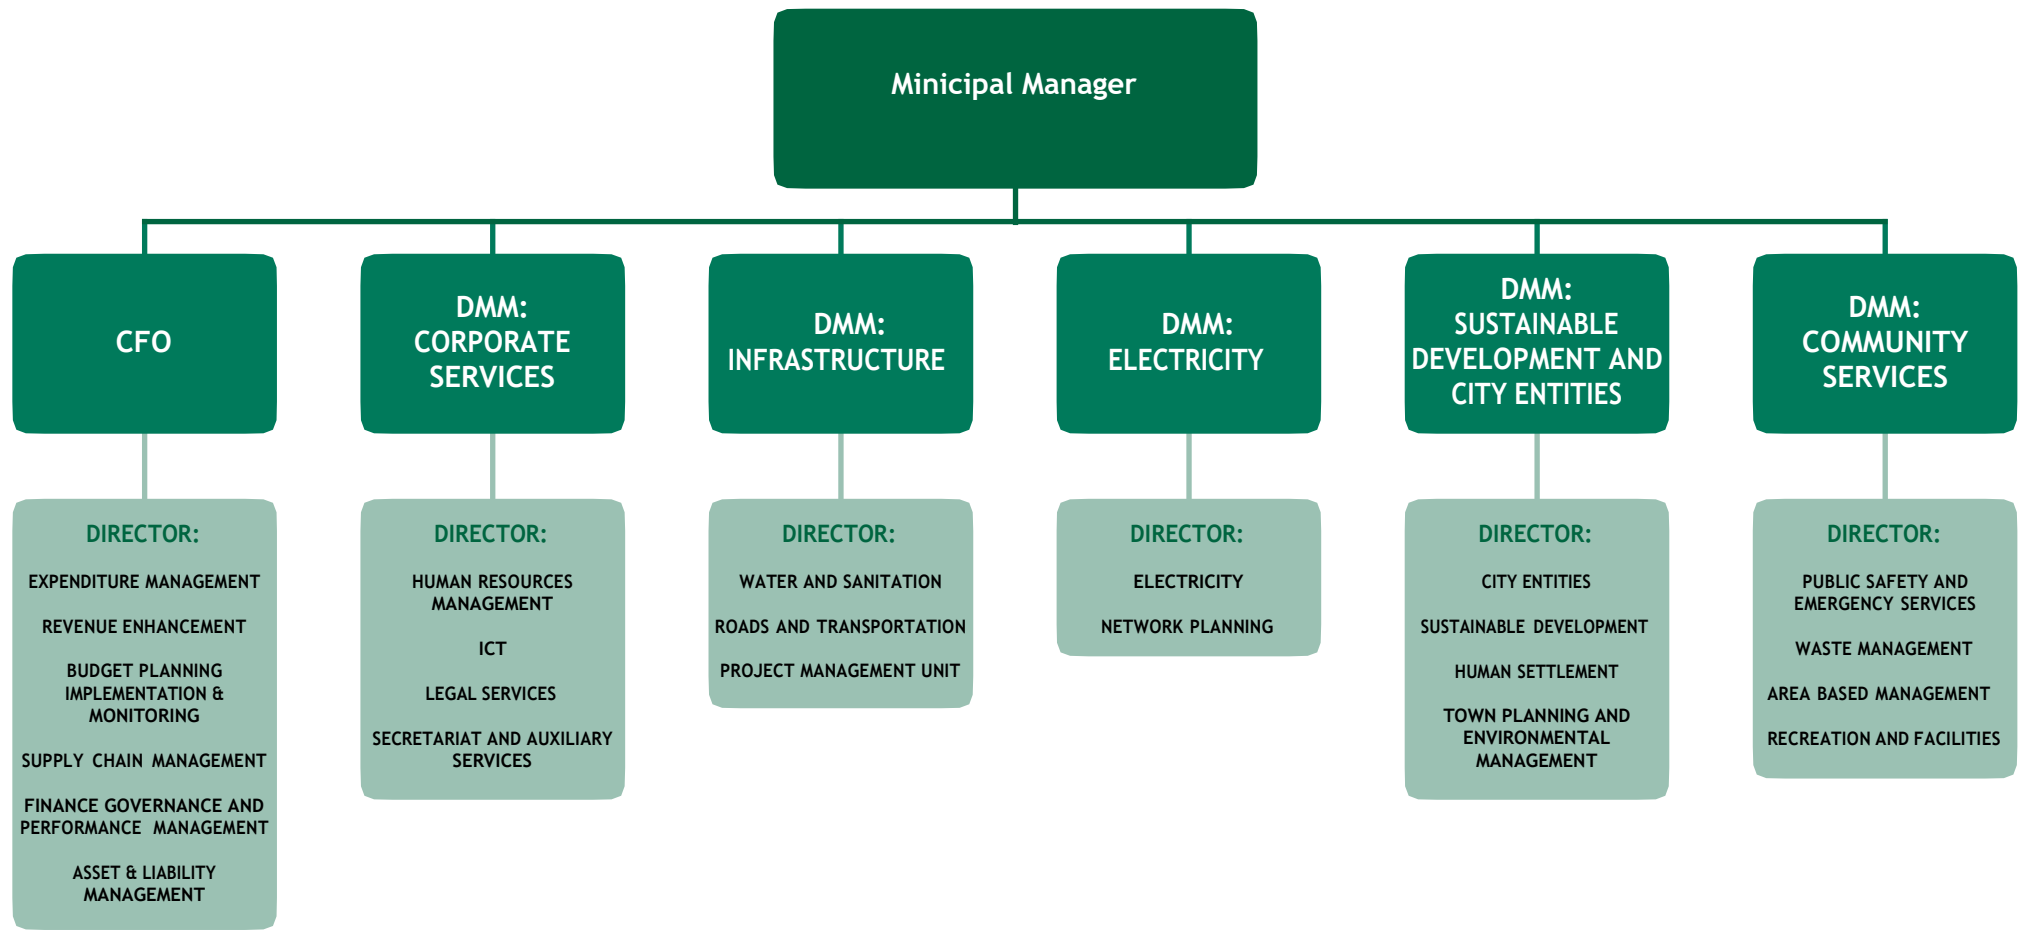 Minicipal Manager
CFO
DMM:
CORPORATE
SERVICES
DMM:
INFRASTRUCTURE
DMM:
ELECTRICITY
DMM:
SUSTAINABLE
DEVELOPMENT AND
CITY ENTITIES
DMM:
COMMUNITY
SERVICES
DIRECTOR:
EXPENDITURE MANAGEMENT
REVENUE ENHANCEMENT
BUDGET PLANNING
IMPLEMENTATION &
MONITORING
SUPPLY CHAIN MANAGEMENT
FINANCE GOVERNANCE AND
PERFORMANCE MANAGEMENT
ASSET & LIABILITY
MANAGEMENT
DIRECTOR:
HUMAN RESOURCES
MANAGEMENT
ICT
LEGAL SERVICES
SECRETARIAT AND AUXILIARY
SERVICES
DIRECTOR:
WATER AND SANITATION
ROADS AND TRANSPORTATION
PROJECT MANAGEMENT UNIT
DIRECTOR:
ELECTRICITY
NETWORK PLANNING
DIRECTOR:
CITY ENTITIES
SUSTAINABLE DEVELOPMENT
HUMAN SETTLEMENT
TOWN PLANNING AND
ENVIRONMENTAL
MANAGEMENT
DIRECTOR:
PUBLIC SAFETY AND
EMERGENCY SERVICES
WASTE MANAGEMENT
AREA BASED MANAGEMENT
RECREATION AND FACILITIES